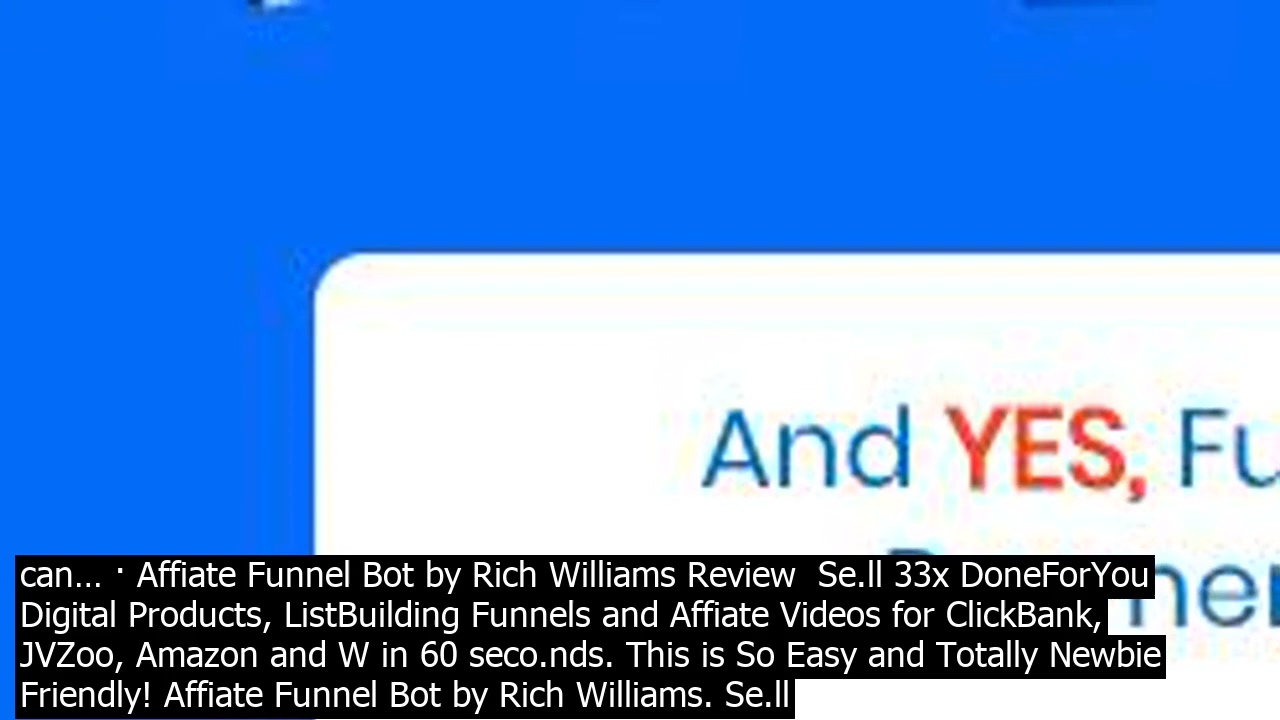 And YES, Fu
can... · Affiate Funnel Bot by Rich Williams Review  Se.ll 33x DoneForYou
Digital Products, ListBuilding Funnels and Affiate Videos for ClickBank,
JVZoo, Amazon and W in 60 seco.nds. This is So Easy and Totally Newbie
Friendly! Affiate Funnel Bot by Rich Williams. Se.ll